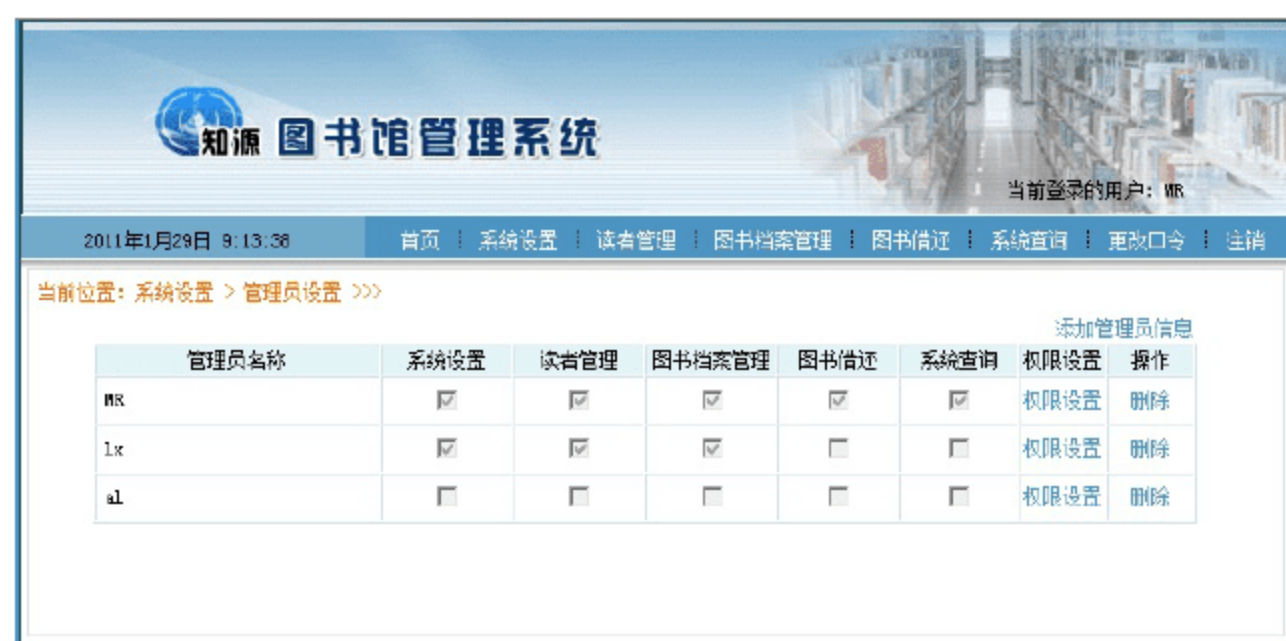 知源 图书馆管理系统
当前登录的用户：MR
2011年1月29日 9:13:38 首页 系统设置 读者管理 图书档案管理 图书借还 系统查询 更改口令 注销
当前位置：系统设置 > 管理员设置 >>>
添加管理员信息
管理员名称 系统设置 读者管理 图书档案管理 图书借还 系统查询 权限设置 操作
MR 权限设置 删除
lx 权限设置 删除
al 权限设置 删除